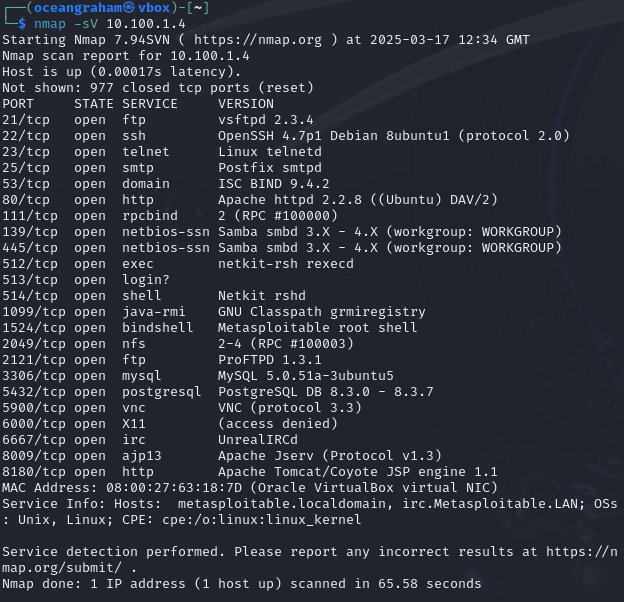 ┌──(oceangraham㉿vbox)-[~]
└─$ nmap -sV 10.100.1.4
Starting Nmap 7.94SVN ( https://nmap.org ) at 2025-03-17 12:34 GMT
Nmap scan report for 10.100.1.4
Host is up (0.00017s latency).
Not shown: 977 closed tcp ports (reset)
PORT     STATE SERVICE     VERSION
21/tcp   open  ftp         vsftpd 2.3.4
22/tcp   open  ssh         OpenSSH 4.7p1 Debian 8ubuntu1 (protocol 2.0)
23/tcp   open  telnet      Linux telnetd
25/tcp   open  smtp        Postfix smtpd
53/tcp   open  domain      ISC BIND 9.4.2
80/tcp   open  http        Apache httpd 2.2.8 ((Ubuntu) DAV/2)
111/tcp  open  rpcbind     2 (RPC #100000)
139/tcp  open  netbios-ssn Samba smbd 3.X - 4.X (workgroup: WORKGROUP)
445/tcp  open  netbios-ssn Samba smbd 3.X - 4.X (workgroup: WORKGROUP)
512/tcp  open  exec        netkit-rsh rexecd
513/tcp  open  login?
514/tcp  open  shell       Netkit rshd
1099/tcp open  java-rmi    GNU Classpath grmiregistry
1524/tcp open  bindshell   Metasploitable root shell
2049/tcp open  nfs         2-4 (RPC #100003)
2121/tcp open  ftp         ProFTPD 1.3.1
3306/tcp open  mysql       MySQL 5.0.51a-3ubuntu5
5432/tcp open  postgresql  PostgreSQL DB 8.3.0 - 8.3.7
5900/tcp open  vnc         VNC (protocol 3.3)
6000/tcp open  X11         (access denied)
6667/tcp open  irc         UnrealIRCd
8009/tcp open  ajp13       Apache Jserv (Protocol v1.3)
8180/tcp open  http        Apache Tomcat/Coyote JSP engine 1.1
MAC Address: 08:00:27:63:18:7D (Oracle VirtualBox virtual NIC)
Service Info: Hosts:  metasploitable.localdomain, irc.Metasploitable.LAN; OSs
: Unix, Linux; CPE: cpe:/o:linux:linux_kernel

Service detection performed. Please report any incorrect results at https://n
map.org/submit/ .
Nmap done: 1 IP address (1 host up) scanned in 65.58 seconds